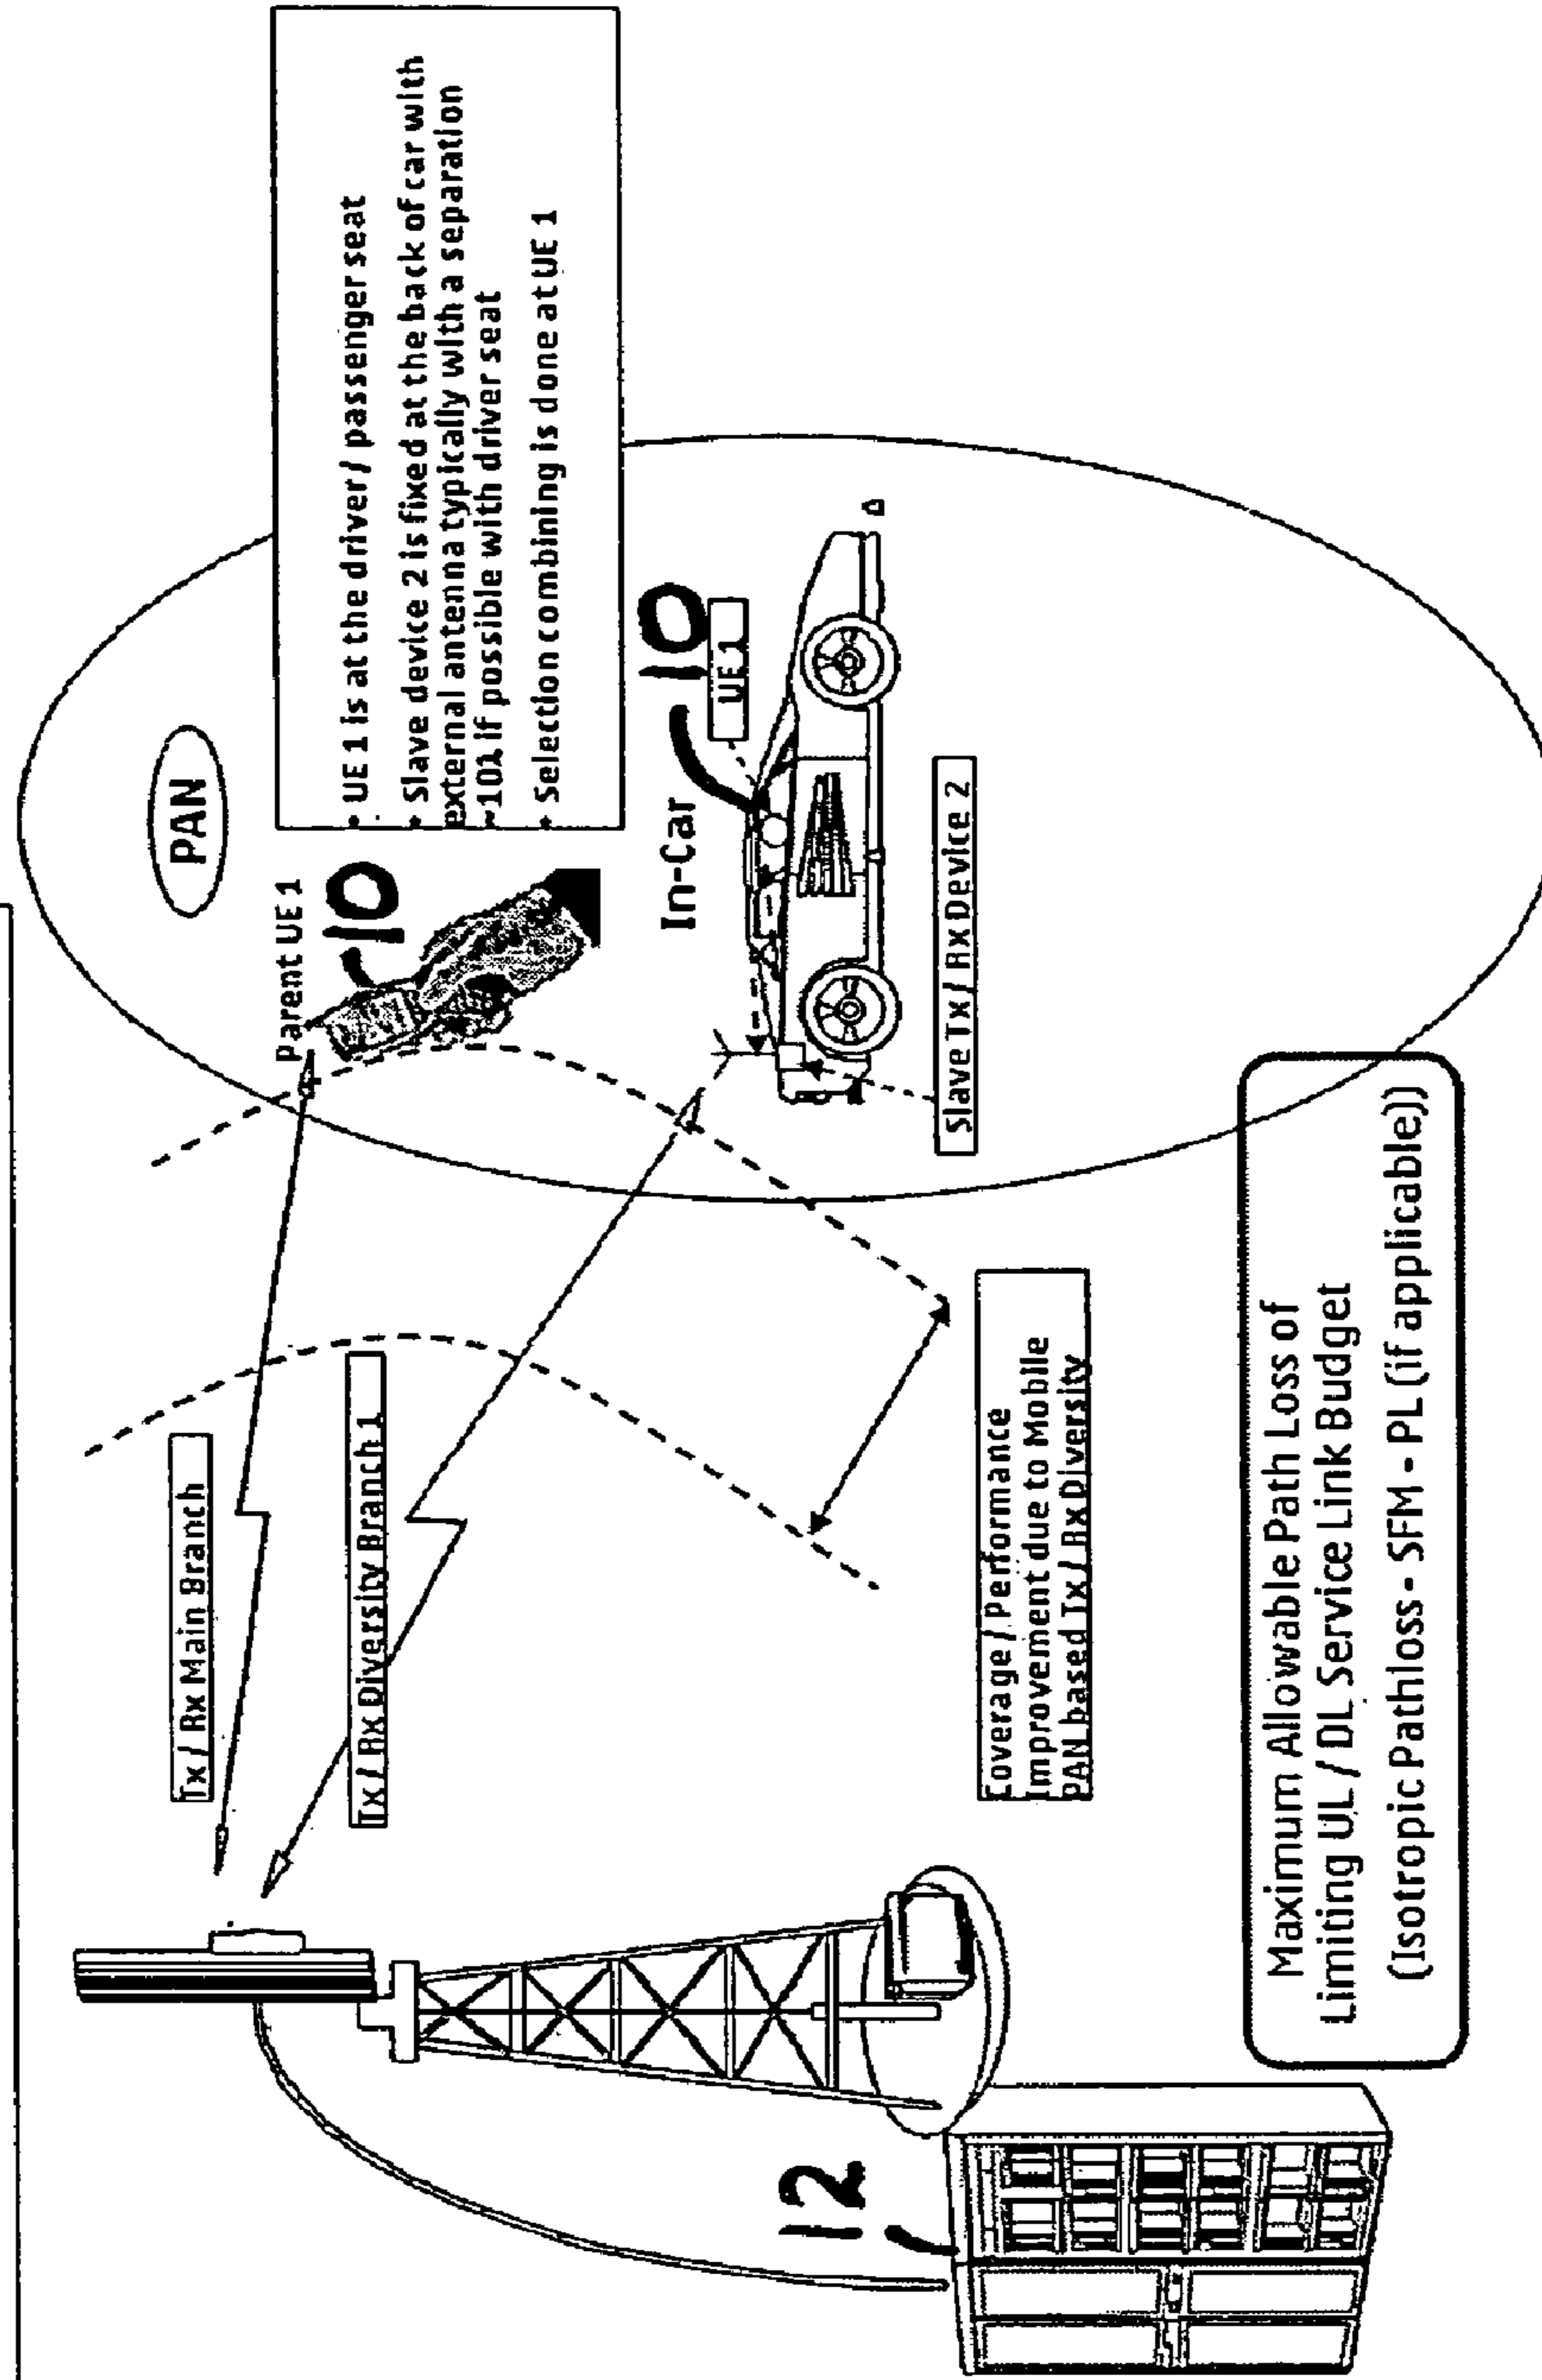 PAN
Parent UE 1
10
• UE 1 is at the driver / passenger seat
• Slave device 2 is fixed at the back of car with
external antenna typically with a separation
~10λ if possible with driver seat
• Selection combining is done at UE 1
Tx / Rx Main Branch
Tx / Rx Diversity Branch 1
In-Car
10
UE 1
Slave Tx / Rx Device 2
Coverage / Performance
Improvement due to Mobile
PAN based Tx / Rx Diversity
12
Maximum Allowable Path Loss of
Limiting UL / DL Service Link Budget
(Isotropic Pathloss - SFM - PL (if applicable))